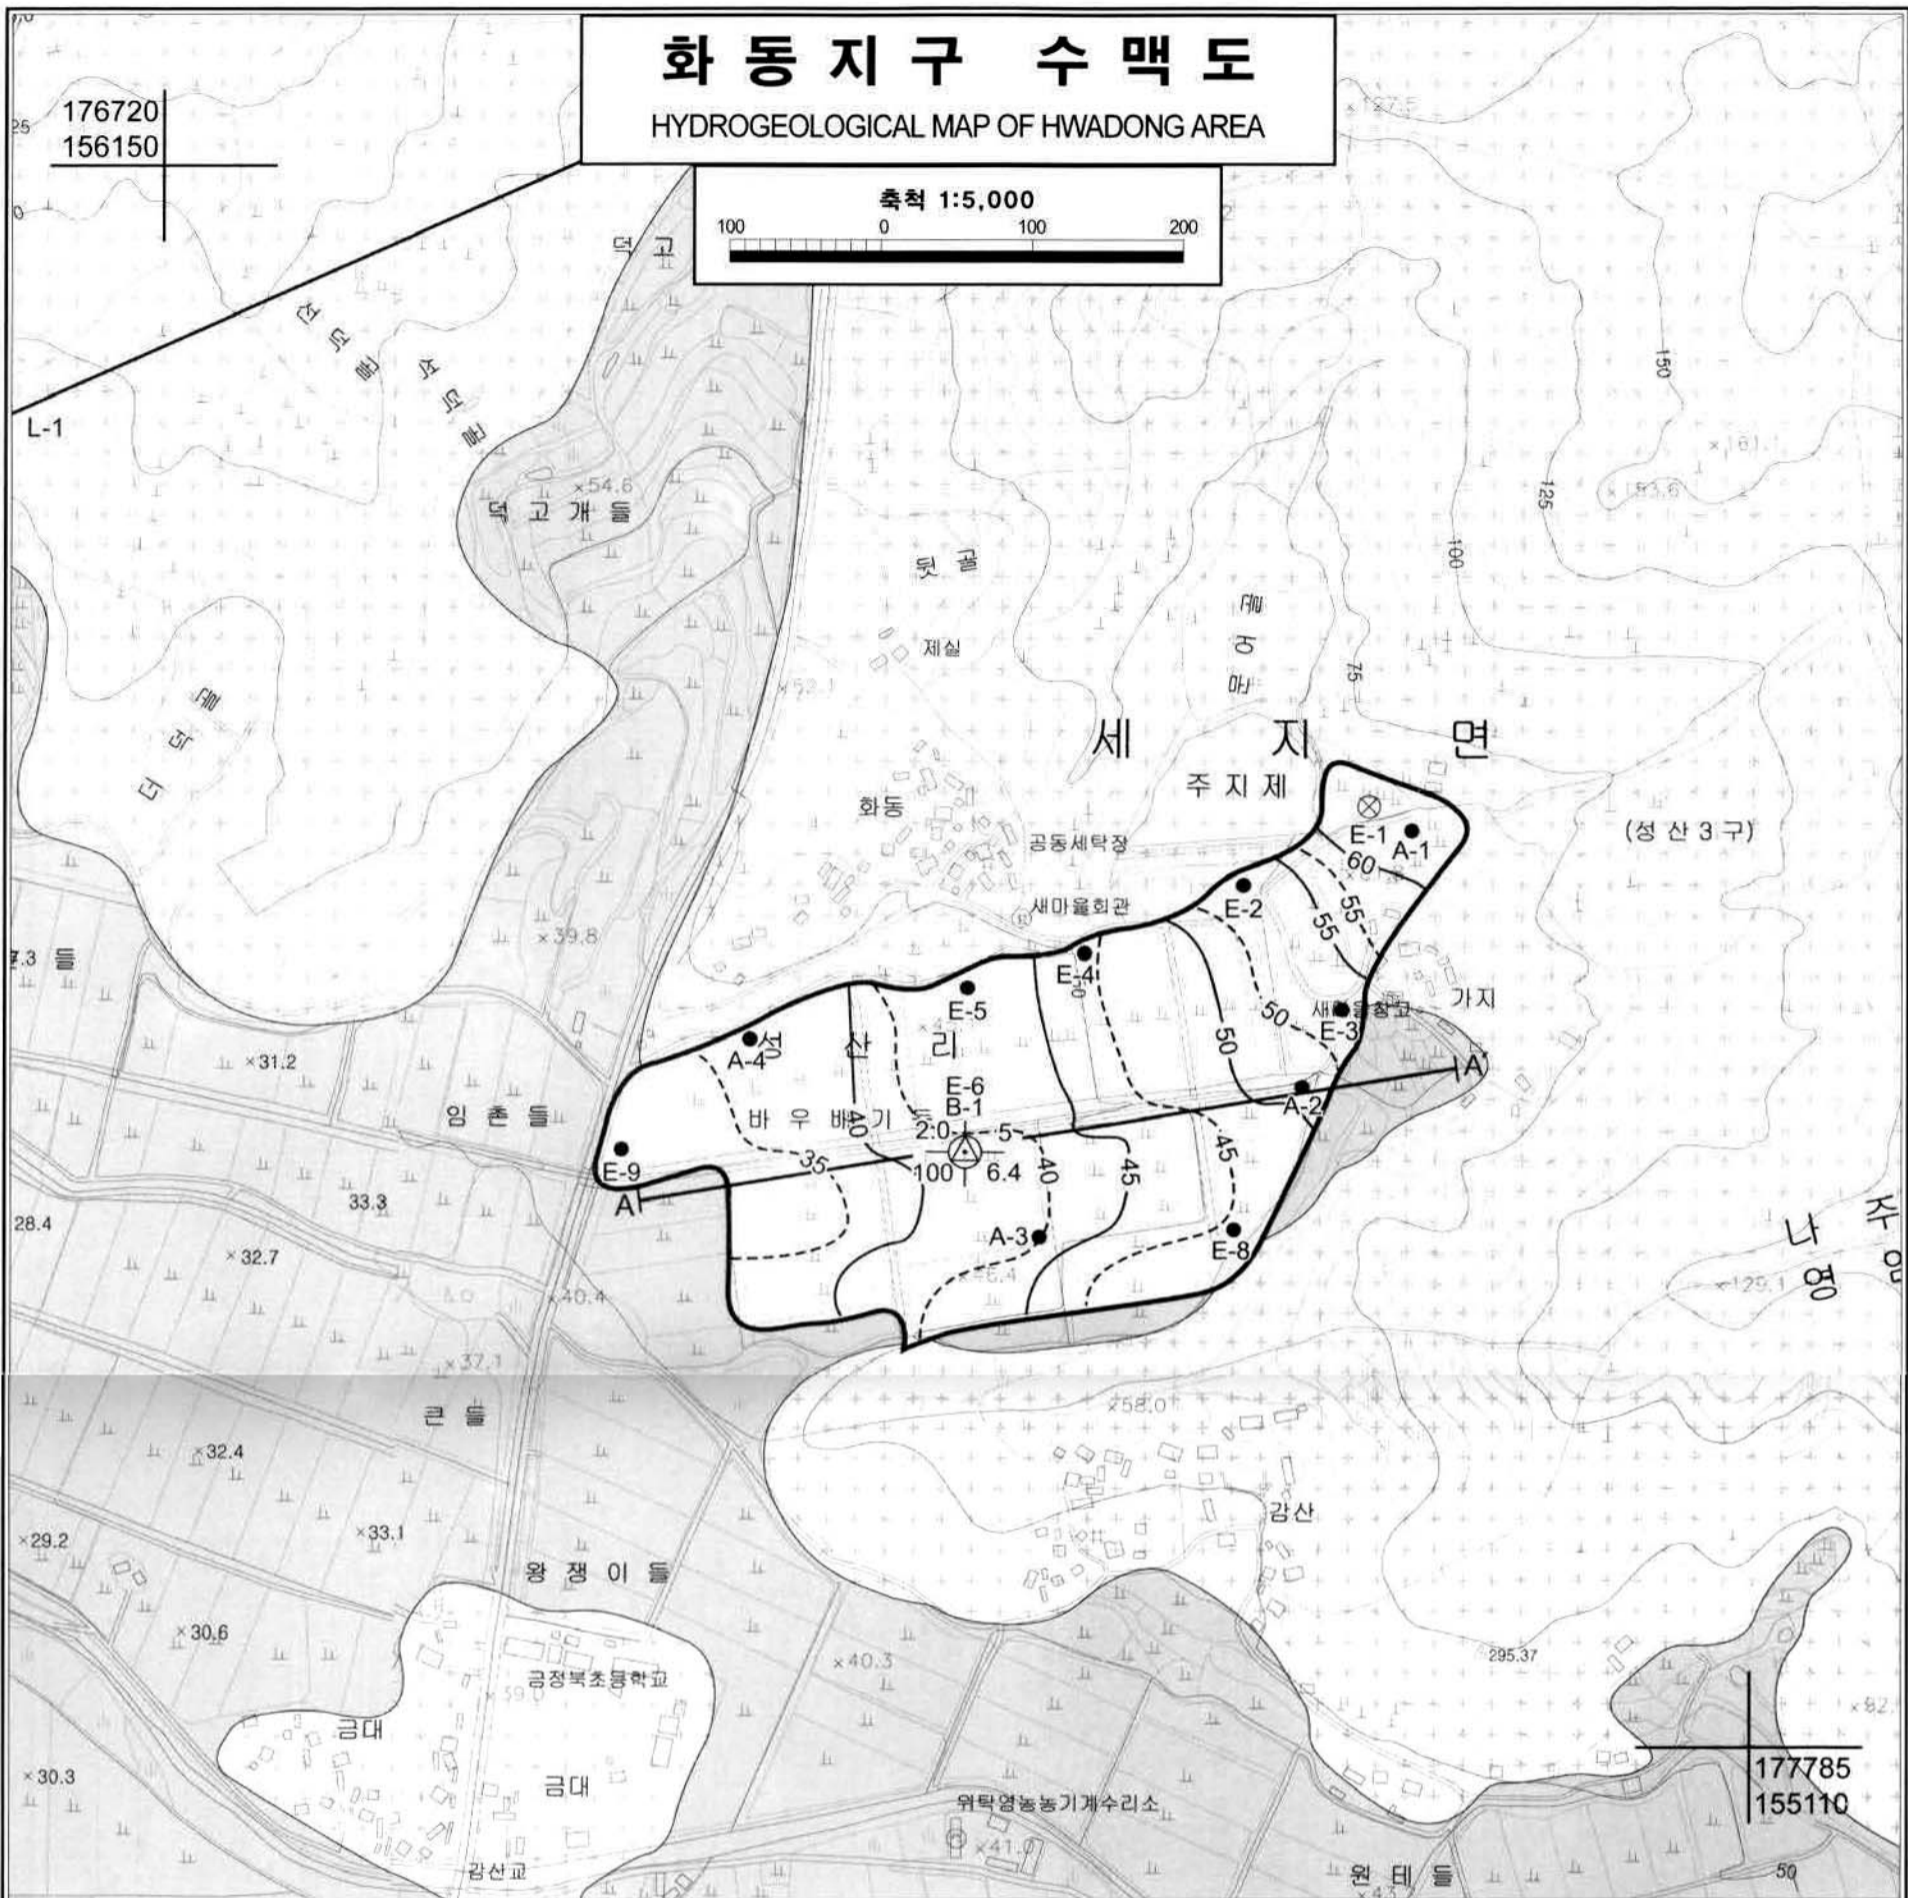 화동지구 수맥도
HYDROGEOLOGICAL MAP OF HWADONG AREA
축척 1:5,000
100 0 100 200
176720
156150
L-1
덕고
×54.6
덕고개들
뒷골
제실
×52.1
150
125
100
75
×161.1
세지면
주지제
화동
공동세탁장
새마을회관
(성산3구)
E-1
A-1
60
E-2
55
55
E-4
E-5
50
50
E-3
가지
A-4
성산리
E-6
B-1
바우배기
2.0
5
100
6.4
40
35
40
45
45
A-2
A′
E-9
A
A-3
E-8
들
×39.8
×31.2
임촌들
33.3
28.4
×32.7
×40.4
×37.1
큰들
×32.4
×58.0
×129.1
나
영
감산
×29.2
×33.1
왕쟁이들
×30.6
295.37
×40.3
금정북초등학교
금대
금대
×30.3
위탁영농농기계수리소
×41.0
감산교
원테들
50
177785
155110